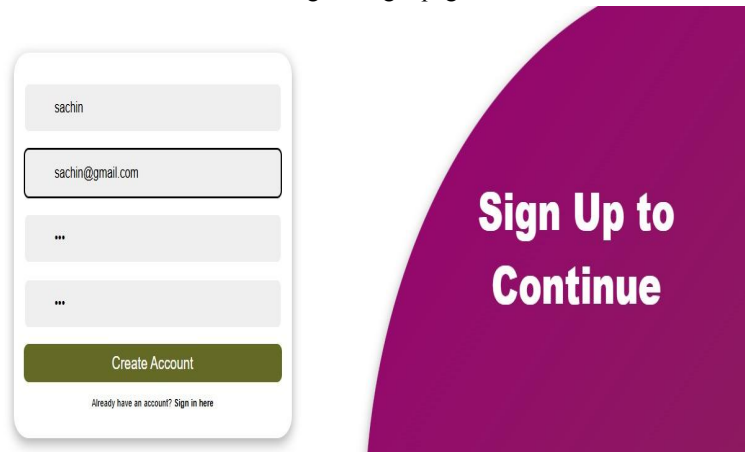 sachin
sachin@gmail.com
•••
•••
Create Account
Already have an account? Sign in here
Sign Up to
Continue